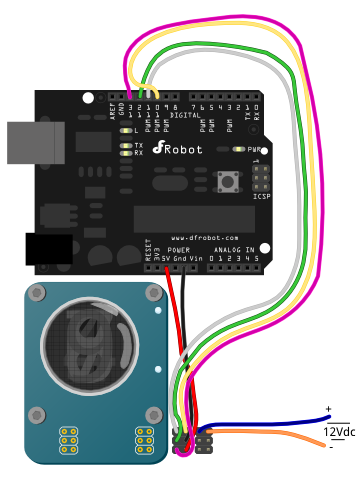 AREF
GND
13
12
11
10
9
8
7
6
5
4
3
2
1
0
PWM
PWM
PWM
PWM
PWM
PWM
TX
RX
DIGITAL
L
TX
RX
DFRobot
PWR
1
ICSP
www.dfrobot.com
RESET
3V3
5V
Gnd
Vin
POWER
ANALOG IN
0 1 2 3 4 5
+
12Vdc
-